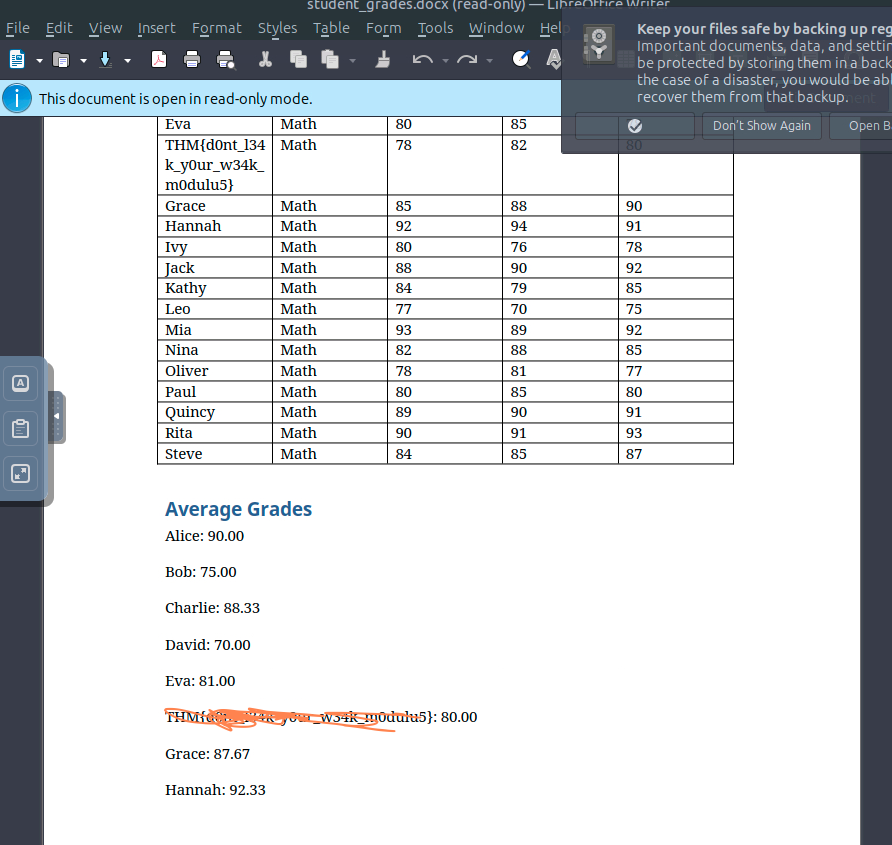 student_grades.docx (read-only) — LibreOffice Writer
File Edit View Insert Format Styles Table Form Tools Window Help
Keep your files safe by backing up reg
Important documents, data, and settin
be protected by storing them in a back
the case of a disaster, you would be abl
recover them from that backup.
Don't Show Again Open Ba
This document is open in read-only mode.
Eva Math 80 85
THM{d0nt_l34 Math 78 82 80
k_y0ur_w34k_
m0dulu5}
Grace Math 85 88 90
Hannah Math 92 94 91
Ivy Math 80 76 78
Jack Math 88 90 92
Kathy Math 84 79 85
Leo Math 77 70 75
Mia Math 93 89 92
Nina Math 82 88 85
Oliver Math 78 81 77
Paul Math 80 85 80
Quincy Math 89 90 91
Rita Math 90 91 93
Steve Math 84 85 87
Average Grades
Alice: 90.00
Bob: 75.00
Charlie: 88.33
David: 70.00
Eva: 81.00
THM{d0nt_l34k_y0ur_w34k_m0dulu5}: 80.00
Grace: 87.67
Hannah: 92.33